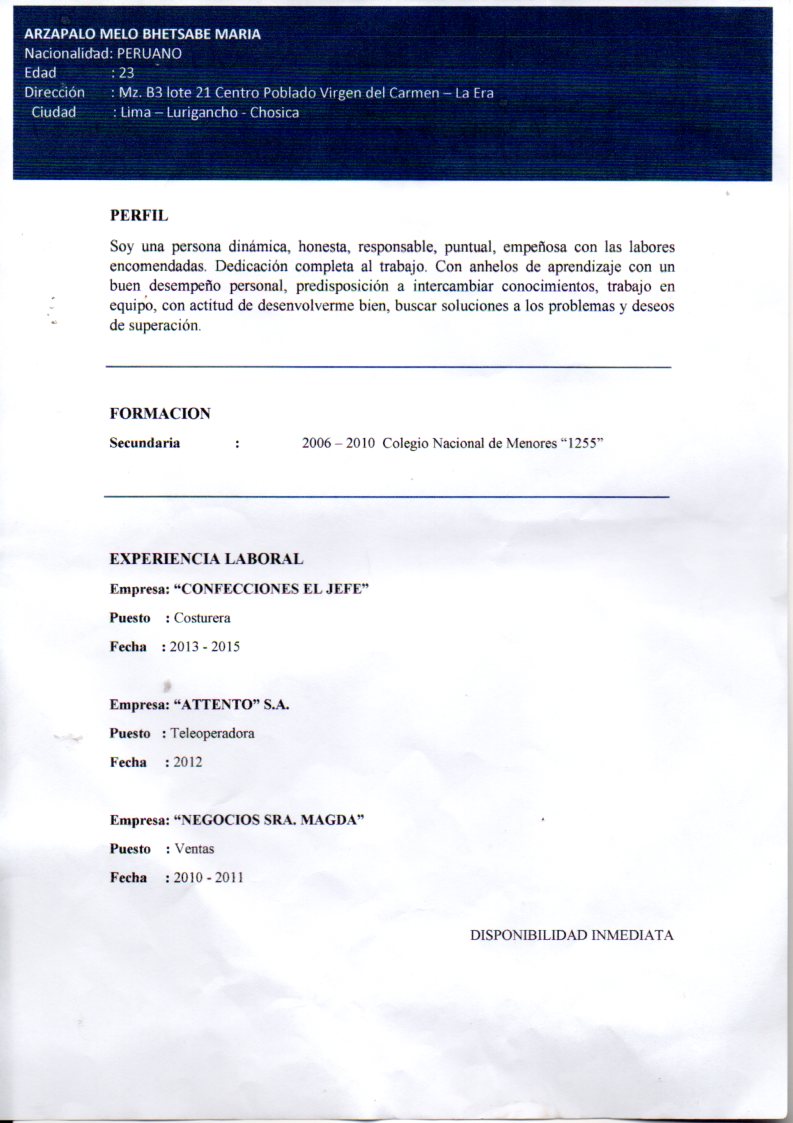 ARZAPALO MELO BHETSABE MARIA
Nacionalidad: PERUANO
Edad : 23
Dirección : Mz. B3 lote 21 Centro Poblado Virgen del Carmen – La Era
Ciudad : Lima – Lurigancho - Chosica
PERFIL
Soy una persona dinámica, honesta, responsable, puntual, empeñosa con las labores
encomendadas. Dedicación completa al trabajo. Con anhelos de aprendizaje con un
buen desempeño personal, predisposición a intercambiar conocimientos, trabajo en
equipo, con actitud de desenvolverme bien, buscar soluciones a los problemas y deseos
de superación.
FORMACION
Secundaria : 2006 – 2010 Colegio Nacional de Menores “1255”
EXPERIENCIA LABORAL
Empresa: “CONFECCIONES EL JEFE”
Puesto : Costurera
Fecha : 2013 - 2015
Empresa: “ATTENTO” S.A.
Puesto : Teleoperadora
Fecha : 2012
Empresa: “NEGOCIOS SRA. MAGDA”
Puesto : Ventas
Fecha : 2010 - 2011
DISPONIBILIDAD INMEDIATA